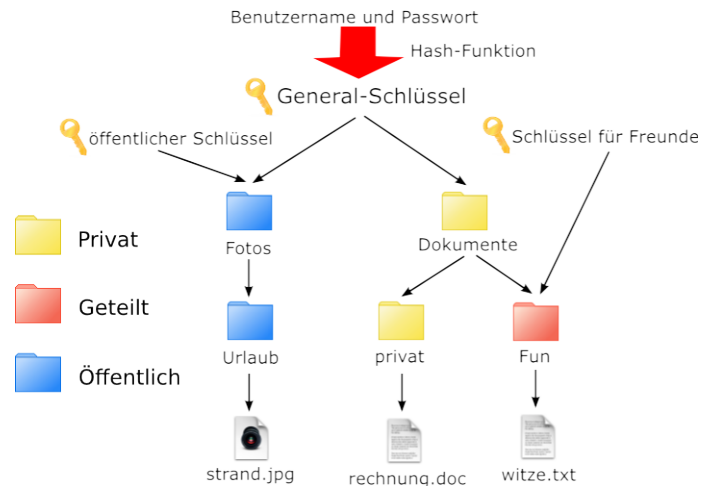 Benutzername und Passwort
Hash-Funktion
General-Schlüssel
öffentlicher Schlüssel
Schlüssel für Freunde
Privat
Fotos
Dokumente
Geteilt
Urlaub
privat
Fun
Öffentlich
strand.jpg
rechnung.doc
witze.txt